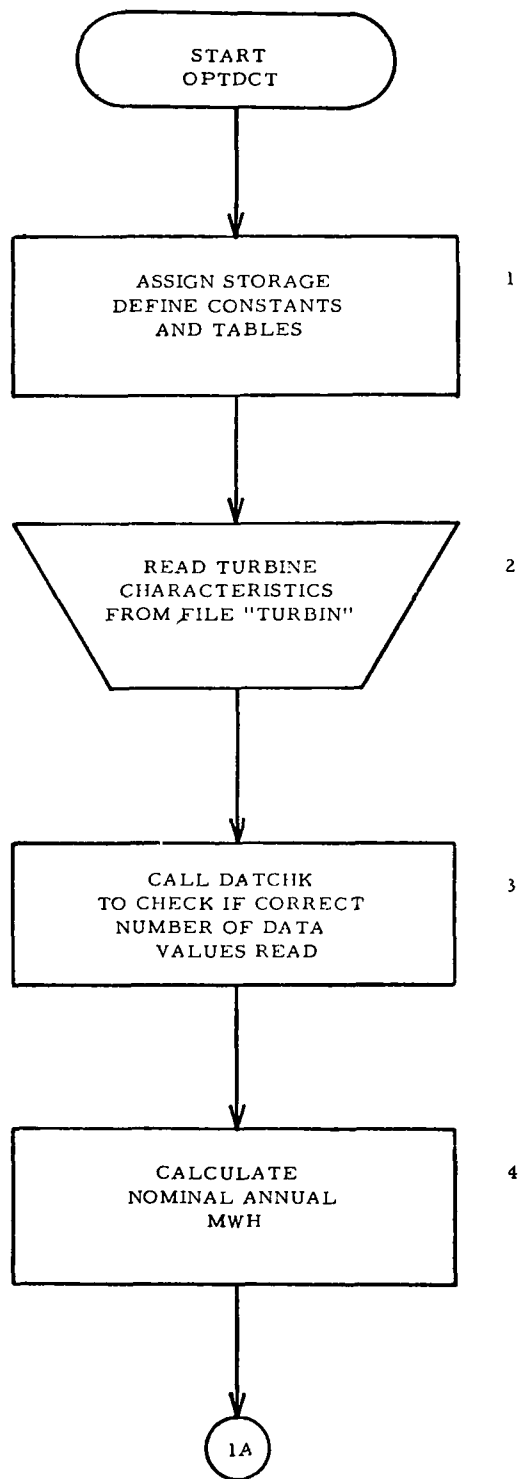 START
OPTDCT
ASSIGN STORAGE
DEFINE CONSTANTS
AND TABLES
1
READ TURBINE
CHARACTERISTICS
FROM FILE "TURBIN"
2
CALL DATCHK
TO CHECK IF CORRECT
NUMBER OF DATA
VALUES READ
3
CALCULATE
NOMINAL ANNUAL
MWH
4
1A